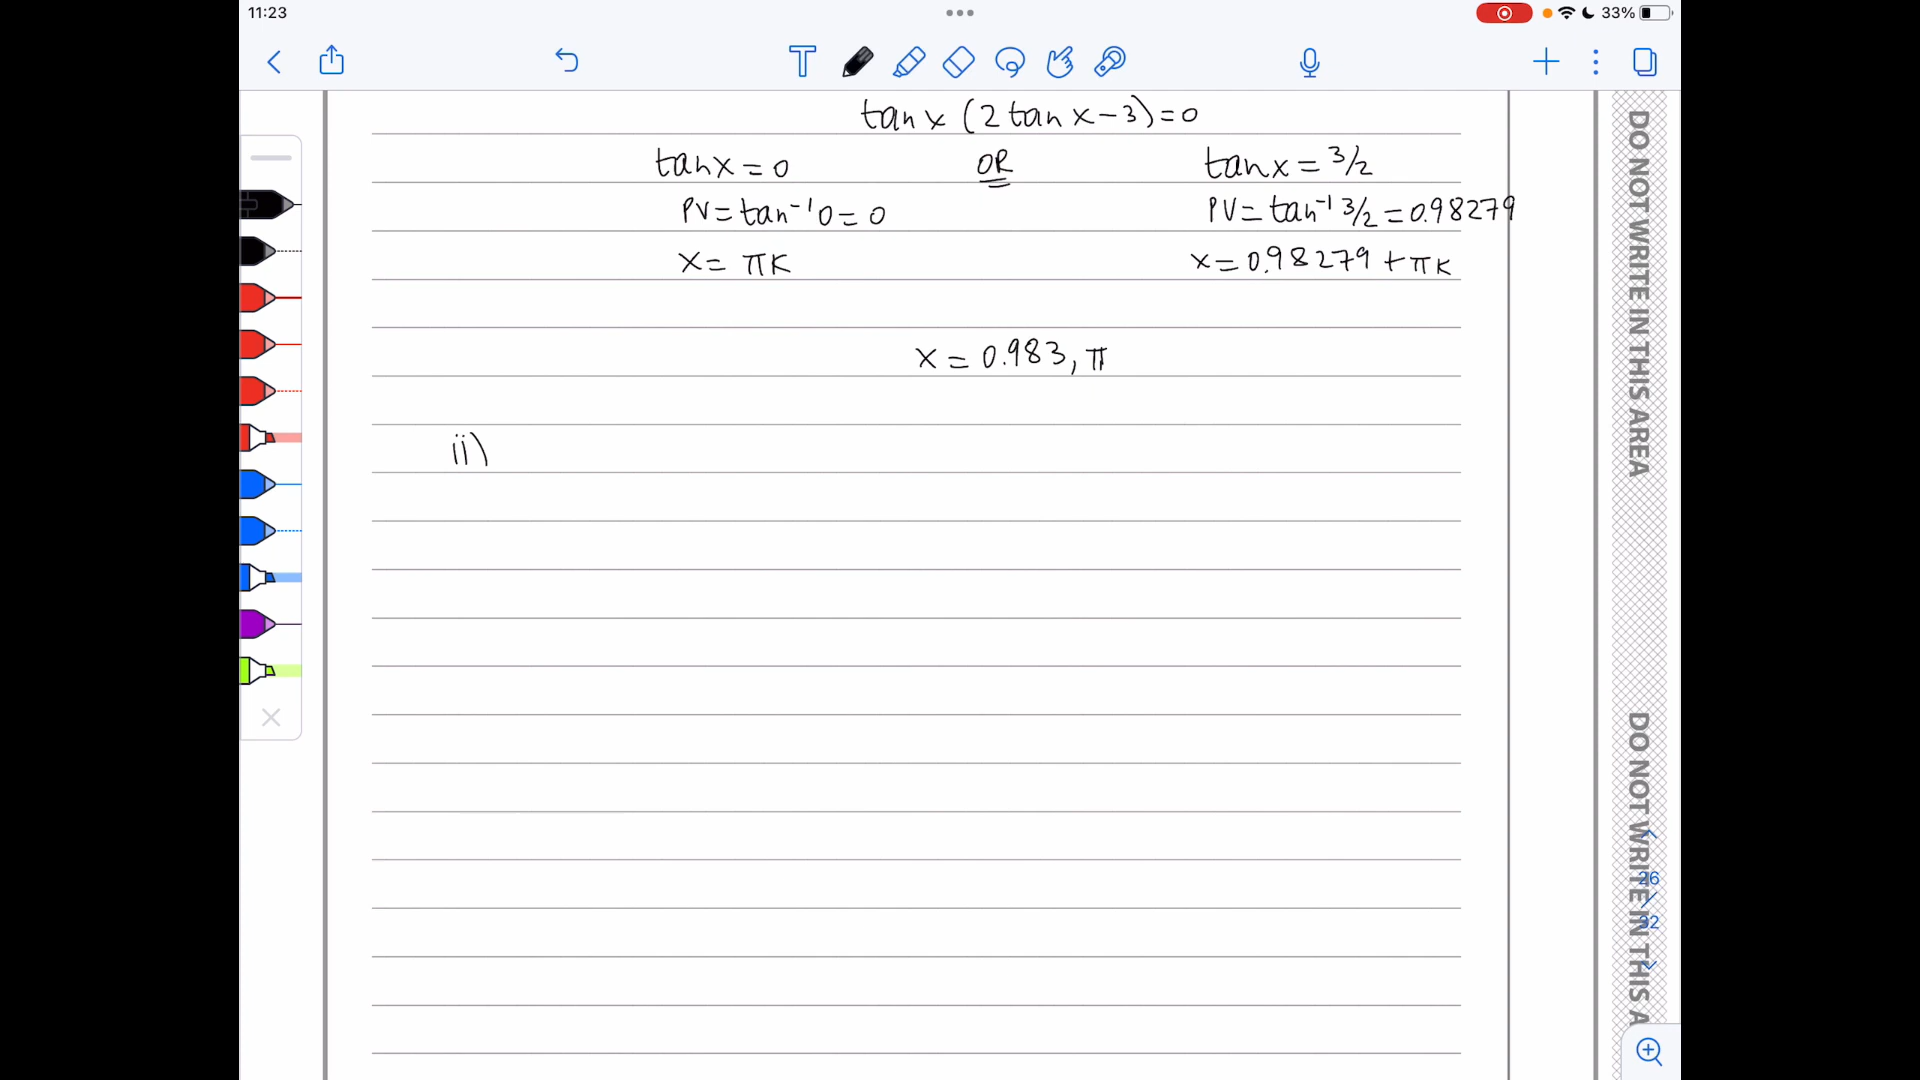 11:23
33%
tan x (2 tan x − 3) = 0
tan x = 0 OR tan x = 3/2
PV = tan⁻¹ 0 = 0 PV = tan⁻¹ 3/2 = 0.98279
x = πK x = 0.98279 + πK
x = 0.983, π
ii)
DO NOT WRITE IN THIS AREA
DO NOT WRITE IN THIS A
26
/
32